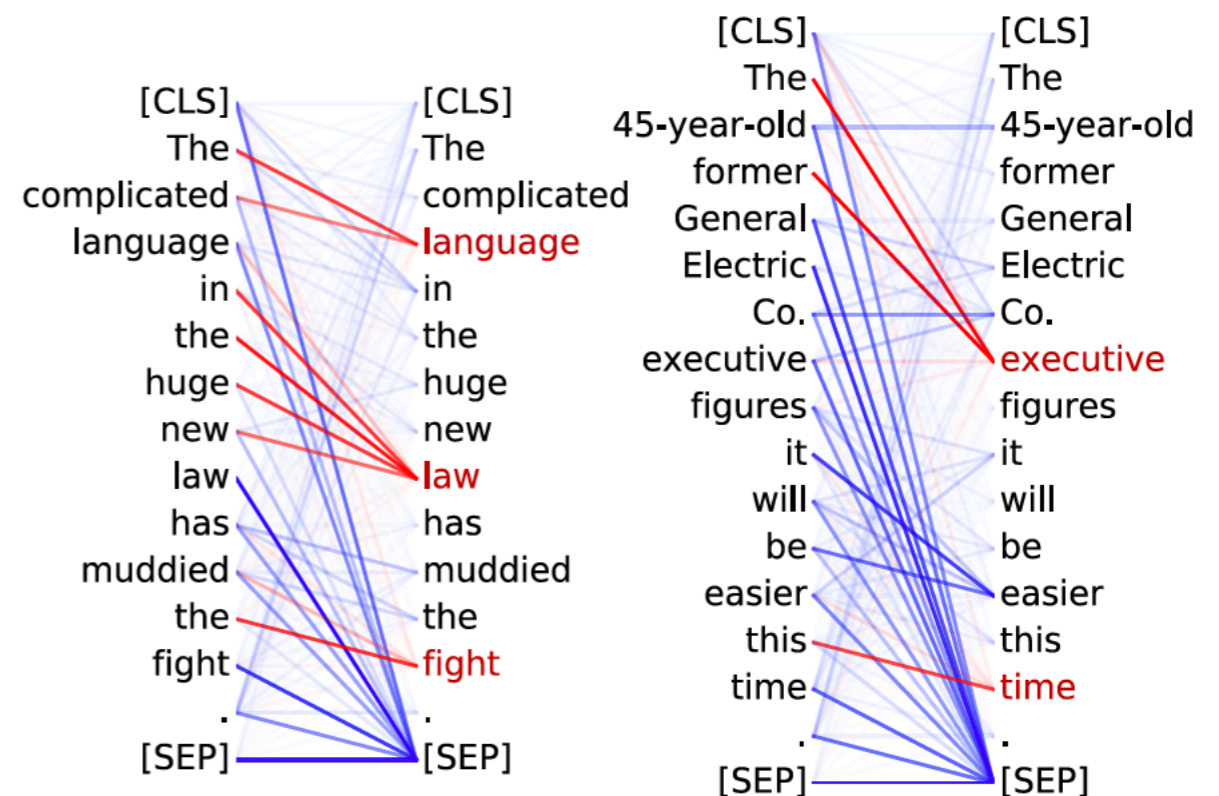 [CLS] [CLS]
The The
complicated complicated
language language
in in
the the
huge huge
new new
law law
has has
muddied muddied
the the
fight fight
. .
[SEP] [SEP]
[CLS] [CLS]
The The
45-year-old 45-year-old
former former
General General
Electric Electric
Co. Co.
executive executive
figures figures
it it
will will
be be
easier easier
this this
time time
. .
[SEP] [SEP]